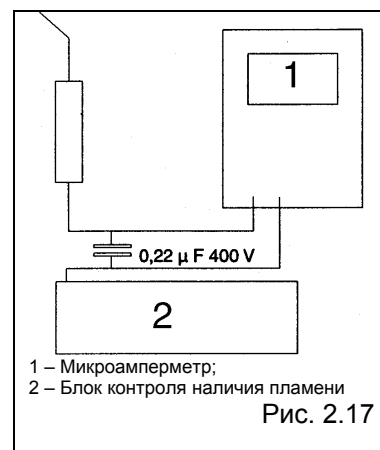 1
0,22 µ F 400 V
2
1 – Микроамперметр;
2 – Блок контроля наличия пламени
Рис. 2.17